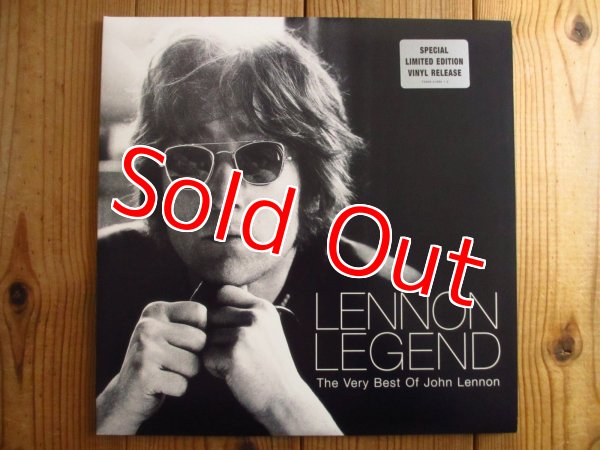 SPECIAL
LIMITED EDITION
VINYL RELEASE
Sold Out
LENNON
LEGEND
The Very Best Of John Lennon